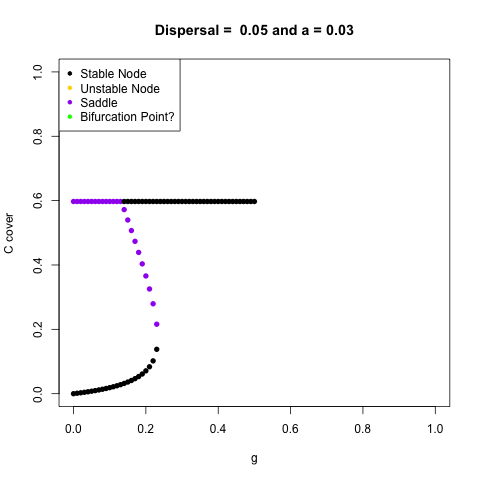 Dispersal =  0.05 and a = 0.03
Stable Node
Unstable Node
Saddle
Bifurcation Point?
1.0
0.8
0.6
0.4
0.2
0.0
C cover
0.0 0.2 0.4 0.6 0.8 1.0
g